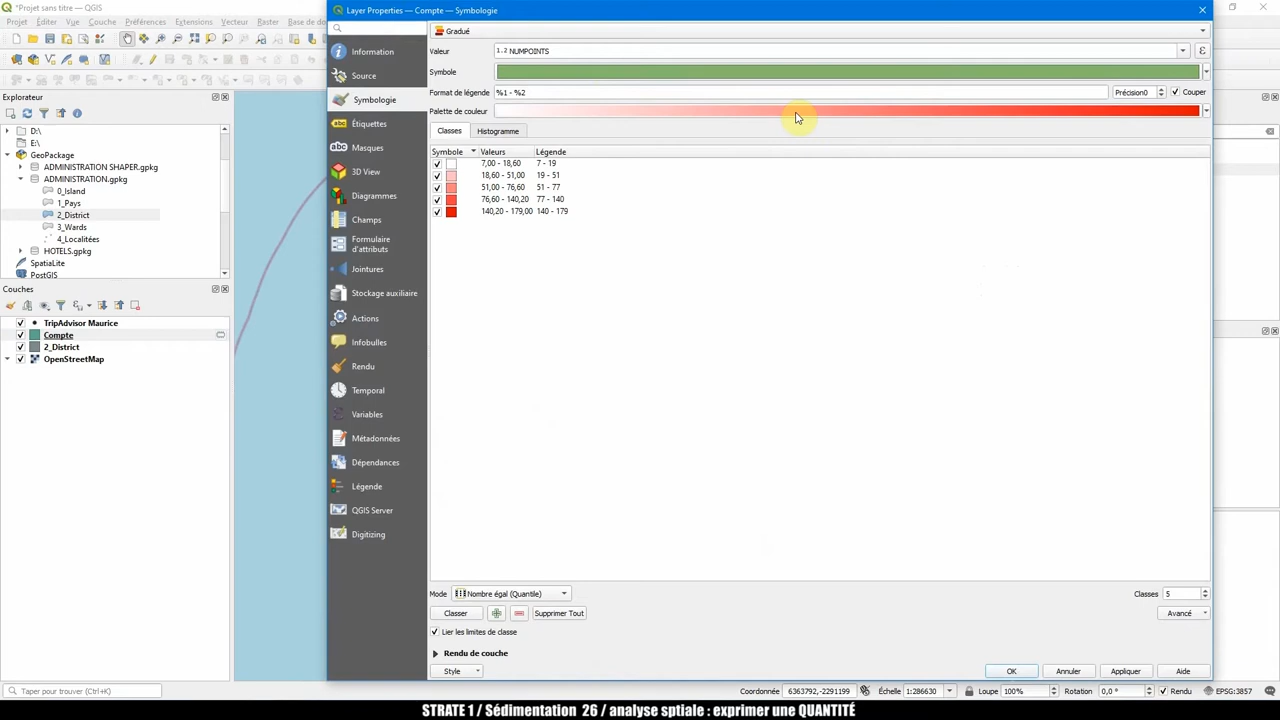 *Projet sans titre — QGIS
Projet Éditer Vue Couche Préférences Extensions Vecteur Raster Base de do
Explorateur
D:\
E:\
GeoPackage
ADMINISTRATION SHAPER.gpkg
ADMINISTRATION.gpkg
0_Island
1_Pays
2_District
3_Wards
4_Localitées
HOTELS.gpkg
SpatiaLite
PostGIS
Couches
TripAdvisor Maurice
Compte
2_District
OpenStreetMap
Layer Properties — Compte — Symbologie
Information
Source
Symbologie
abc Étiquettes
abc Masques
3D View
Diagrammes
Champs
Formulaire
d'attributs
Jointures
Stockage auxiliaire
Actions
Infobulles
Rendu
Temporal
Variables
Métadonnées
Dépendances
Légende
QGIS Server
Digitizing
Gradué
Valeur 1.2 NUMPOINTS ε
Symbole
Format de légende %1 - %2 Précision0 Couper
Palette de couleur
Classes Histogramme
Symbole Valeurs Légende
7,00 - 18,60 7 - 19
18,60 - 51,00 19 - 51
51,00 - 76,60 51 - 77
76,60 - 140,20 77 - 140
140,20 - 179,00 140 - 179
Mode Nombre égal (Quantile) Classes 5
Classer Supprimer Tout Avancé
Lier les limites de classe
Rendu de couche
Style OK Annuler Appliquer Aide
Taper pour trouver (Ctrl+K) Coordonnée 6363792,-2291199 Échelle 1:286630 Loupe 100% Rotation 0,0 ° Rendu EPSG:3857
STRATE 1 / Sédimentation 26 / analyse sptiale : exprimer une QUANTITÉ